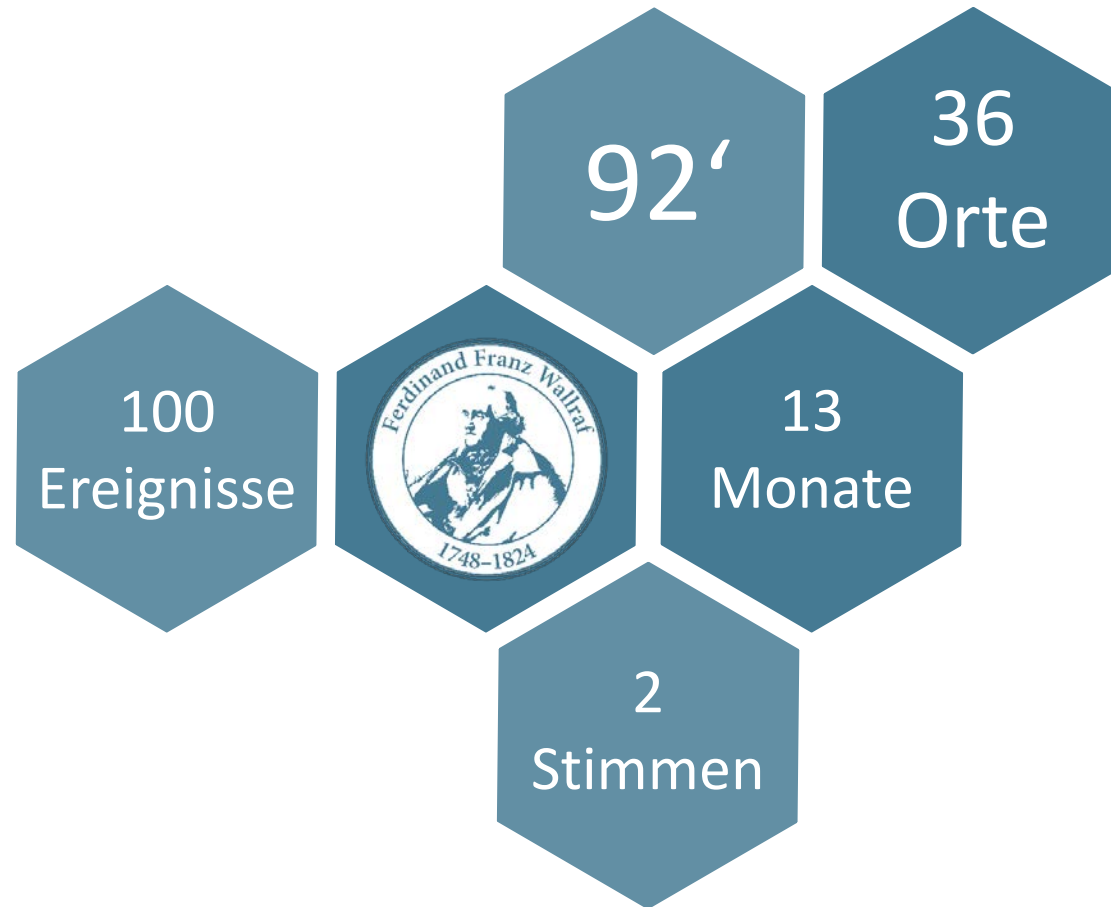 92‘
36
Orte
100
Ereignisse
Ferdinand Franz Wallraf
1748–1824
13
Monate
2
Stimmen